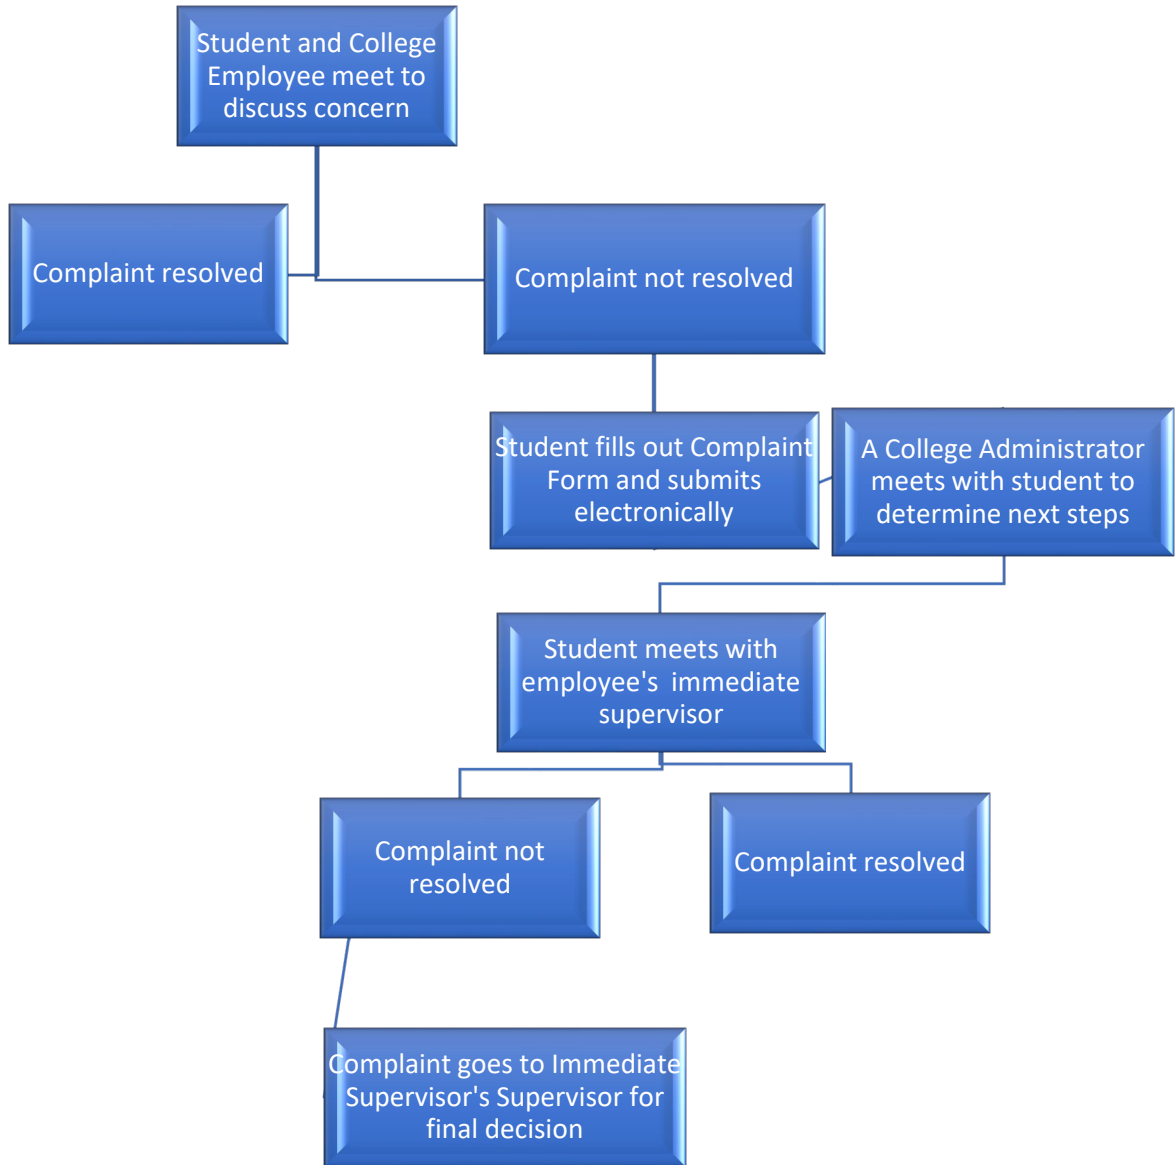 Student and College
Employee meet to
discuss concern
Complaint resolved
Complaint not resolved
Student fills out Complaint
Form and submits
electronically
A College Administrator
meets with student to
determine next steps
Student meets with
employee's  immediate
supervisor
Complaint not
resolved
Complaint resolved
Complaint goes to Immediate
Supervisor's Supervisor for
final decision